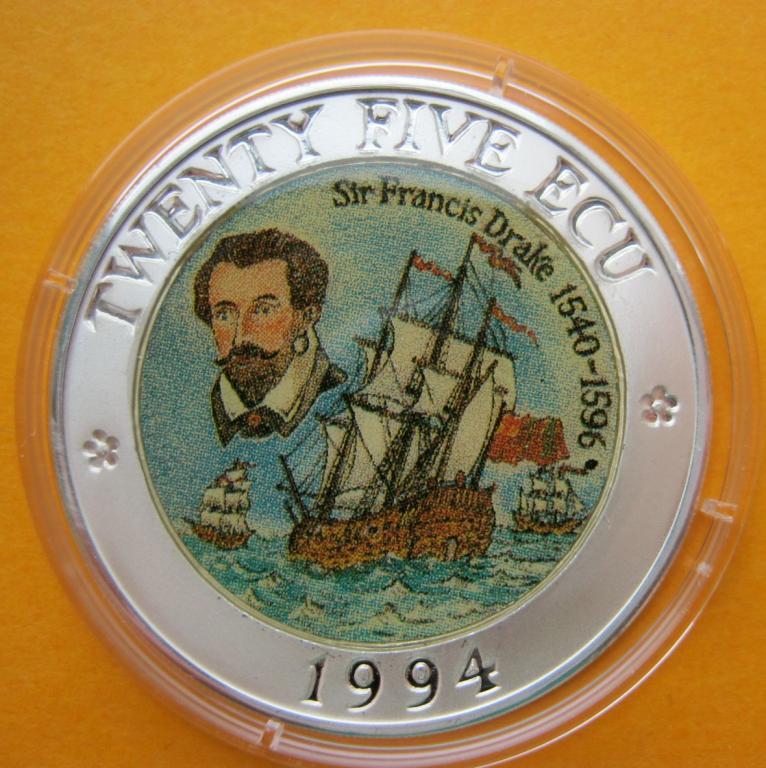 TWENTY FIVE ECU
Sir Francis Drake 1540-1596
1994